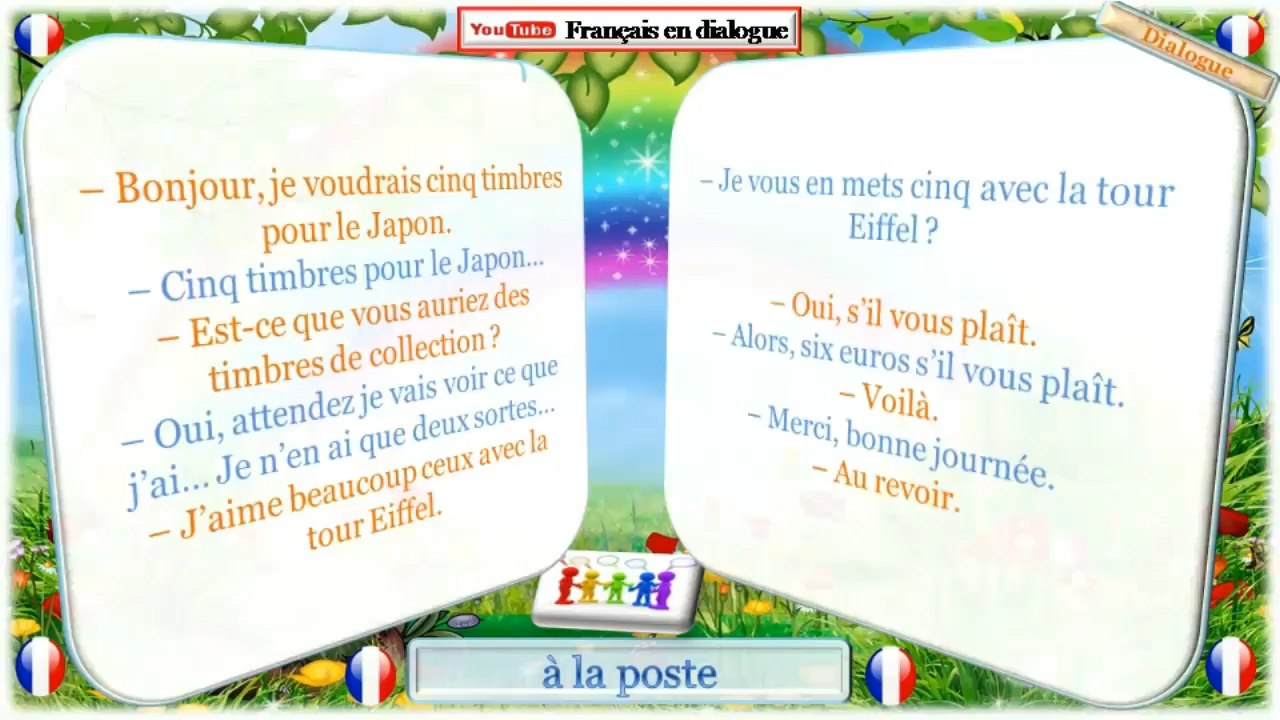 YouTube Français en dialogue
Dialogue
– Bonjour, je voudrais cinq timbres
pour le Japon.
– Cinq timbres pour le Japon...
– Est-ce que vous auriez des
timbres de collection ?
– Oui, attendez je vais voir ce que
j’ai... Je n’en ai que deux sortes...
– J’aime beaucoup ceux avec la
tour Eiffel.
– Je vous en mets cinq avec la tour
Eiffel ?
– Oui, s’il vous plaît.
– Alors, six euros s’il vous plaît.
– Voilà.
– Merci, bonne journée.
– Au revoir.
à la poste